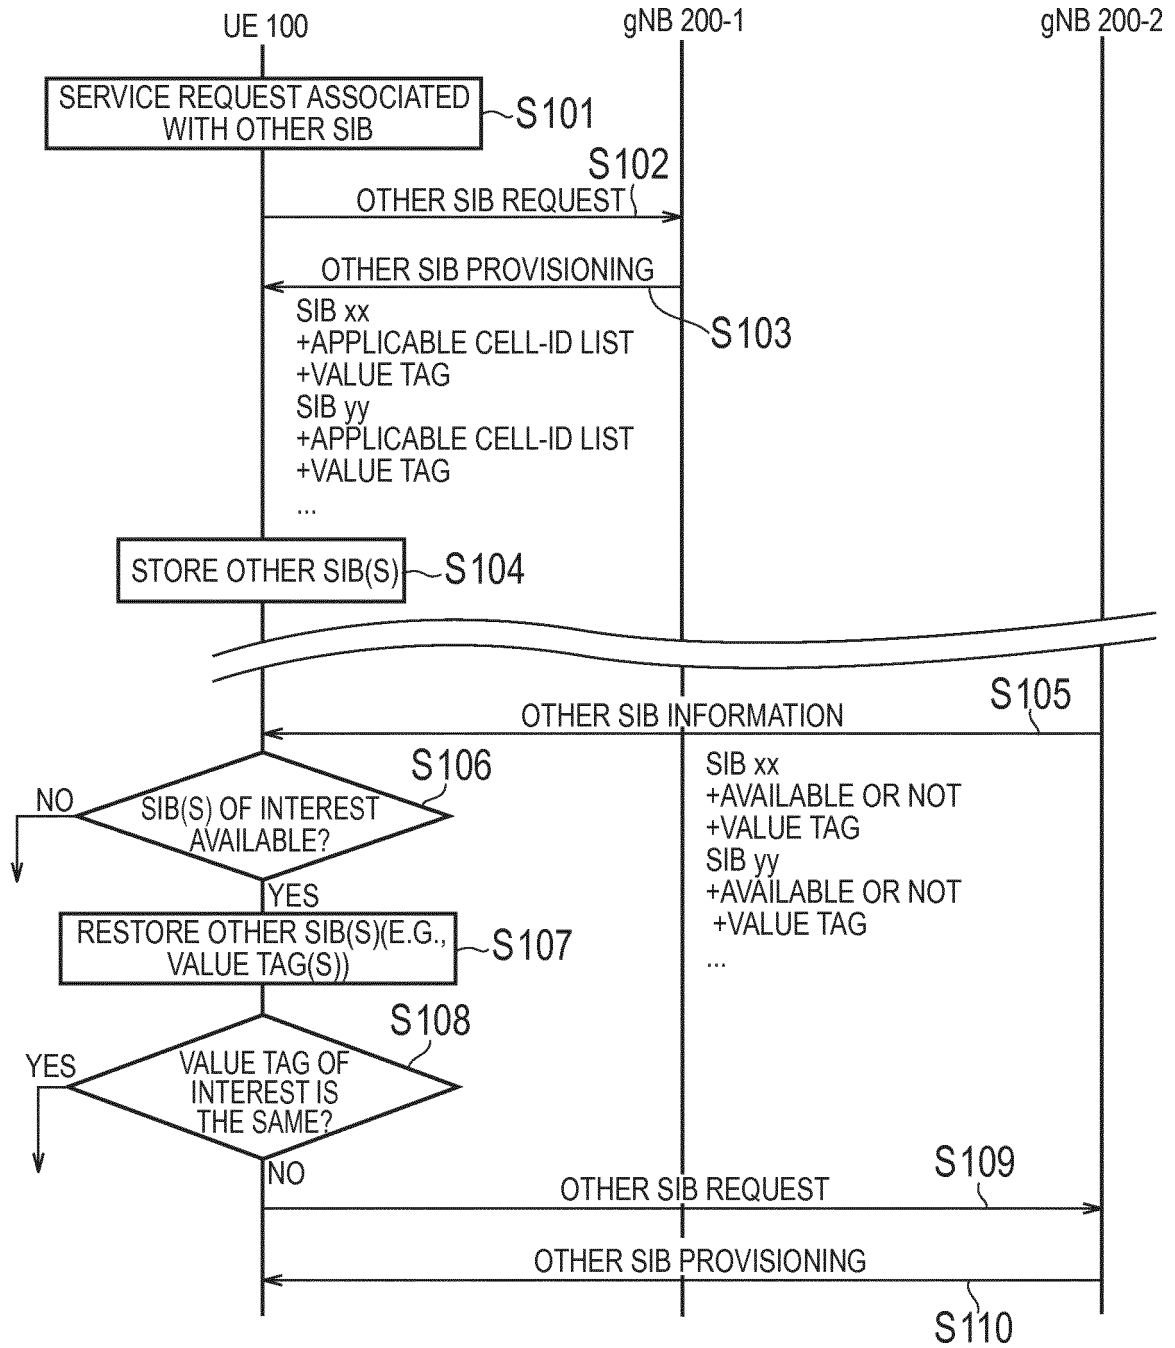 UE 100
gNB 200-1
gNB 200-2
SERVICE REQUEST ASSOCIATED
WITH OTHER SIB
S101
S102
OTHER SIB REQUEST
OTHER SIB PROVISIONING
S103
SIB xx
+APPLICABLE CELL-ID LIST
+VALUE TAG
SIB yy
+APPLICABLE CELL-ID LIST
+VALUE TAG
...
STORE OTHER SIB(S)
S104
S105
OTHER SIB INFORMATION
SIB xx
+AVAILABLE OR NOT
+VALUE TAG
SIB yy
+AVAILABLE OR NOT
+VALUE TAG
...
S106
NO
SIB(S) OF INTEREST
AVAILABLE?
YES
RESTORE OTHER SIB(S)(E.G.,
VALUE TAG(S))
S107
S108
YES
VALUE TAG OF
INTEREST IS
THE SAME?
NO
S109
OTHER SIB REQUEST
OTHER SIB PROVISIONING
S110